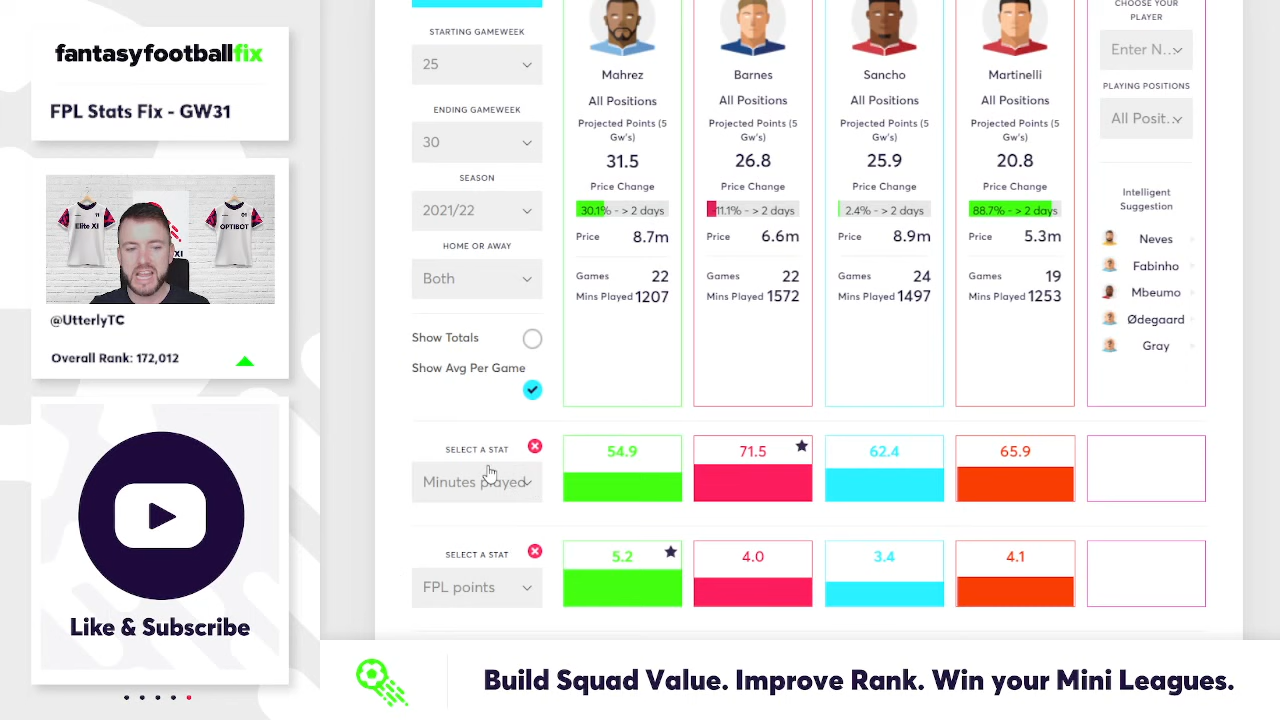 fantasyfootballfix
FPL Stats Fix - GW31
Elite XI
11
XI
01
OPTIBOT
@UtterlyTC
Overall Rank: 172,012
Like & Subscribe
STARTING GAMEWEEK
25
ENDING GAMEWEEK
30
SEASON
2021/22
HOME OR AWAY
Both
Show Totals
Show Avg Per Game
Mahrez
All Positions
Projected Points (5
Gw's)
31.5
Price Change
30.1% - > 2 days
Price 8.7m
Games 22
Mins Played 1207
Barnes
All Positions
Projected Points (5
Gw's)
26.8
Price Change
11.1% - > 2 days
Price 6.6m
Games 22
Mins Played 1572
Sancho
All Positions
Projected Points (5
Gw's)
25.9
Price Change
2.4% - > 2 days
Price 8.9m
Games 24
Mins Played 1497
Martinelli
All Positions
Projected Points (5
Gw's)
20.8
Price Change
88.7% - > 2 days
Price 5.3m
Games 19
Mins Played 1253
CHOOSE YOUR
PLAYER
Enter N...
PLAYING POSITIONS
All Posit...
Intelligent
Suggestion
Neves
Fabinho
Mbeumo
Ødegaard
Gray
SELECT A STAT
Minutes played
54.9 71.5 62.4 65.9
SELECT A STAT
FPL points
5.2 4.0 3.4 4.1
Build Squad Value. Improve Rank. Win your Mini Leagues.